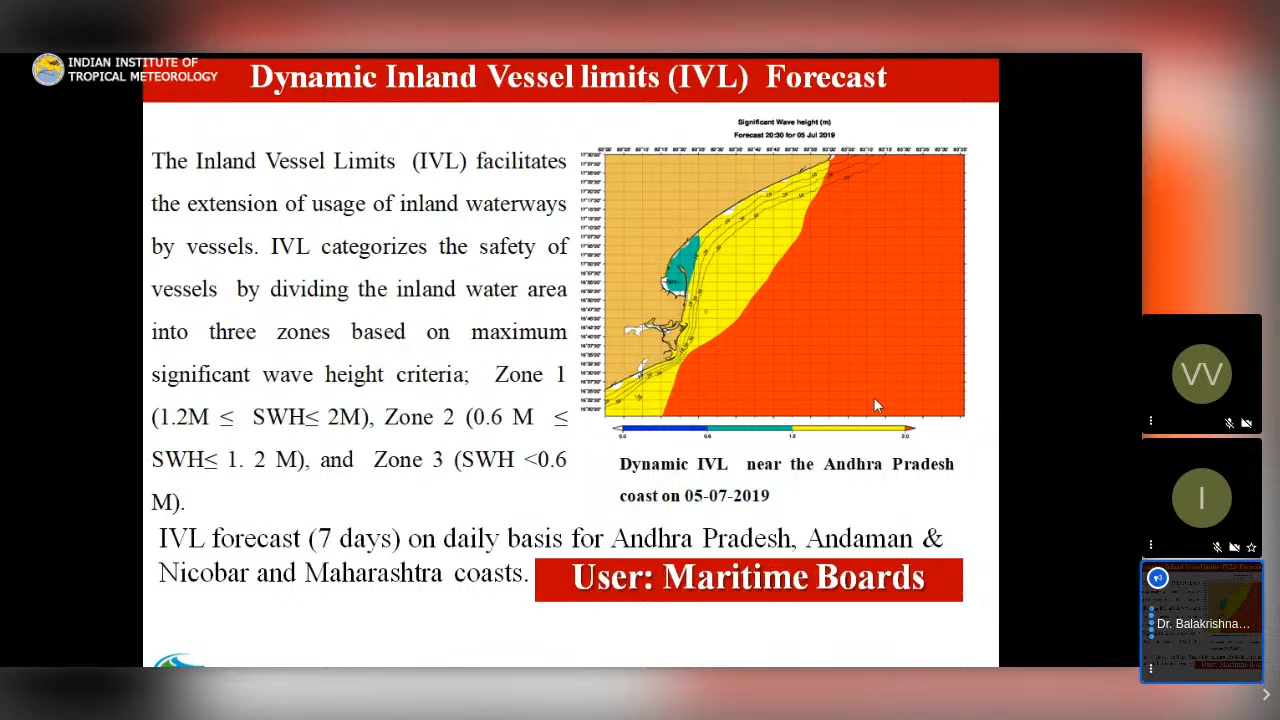 INDIAN INSTITUTE OF
TROPICAL METEOROLOGY
Dynamic Inland Vessel limits (IVL) Forecast
The Inland Vessel Limits (IVL) facilitates
the extension of usage of inland waterways
by vessels. IVL categorizes the safety of
vessels by dividing the inland water area
into three zones based on maximum
significant wave height criteria; Zone 1
(1.2M ≤ SWH≤ 2M), Zone 2 (0.6 M ≤
SWH≤ 1. 2 M), and Zone 3 (SWH <0.6
M).
Significant Wave height (m)
Forecast 20:30 for 05 Jul 2019
0.0 0.6 1.2 2.0
Dynamic IVL near the Andhra Pradesh
coast on 05-07-2019
IVL forecast (7 days) on daily basis for Andhra Pradesh, Andaman &
Nicobar and Maharashtra coasts.
User: Maritime Boards
VV
I
Dr. Balakrishna...